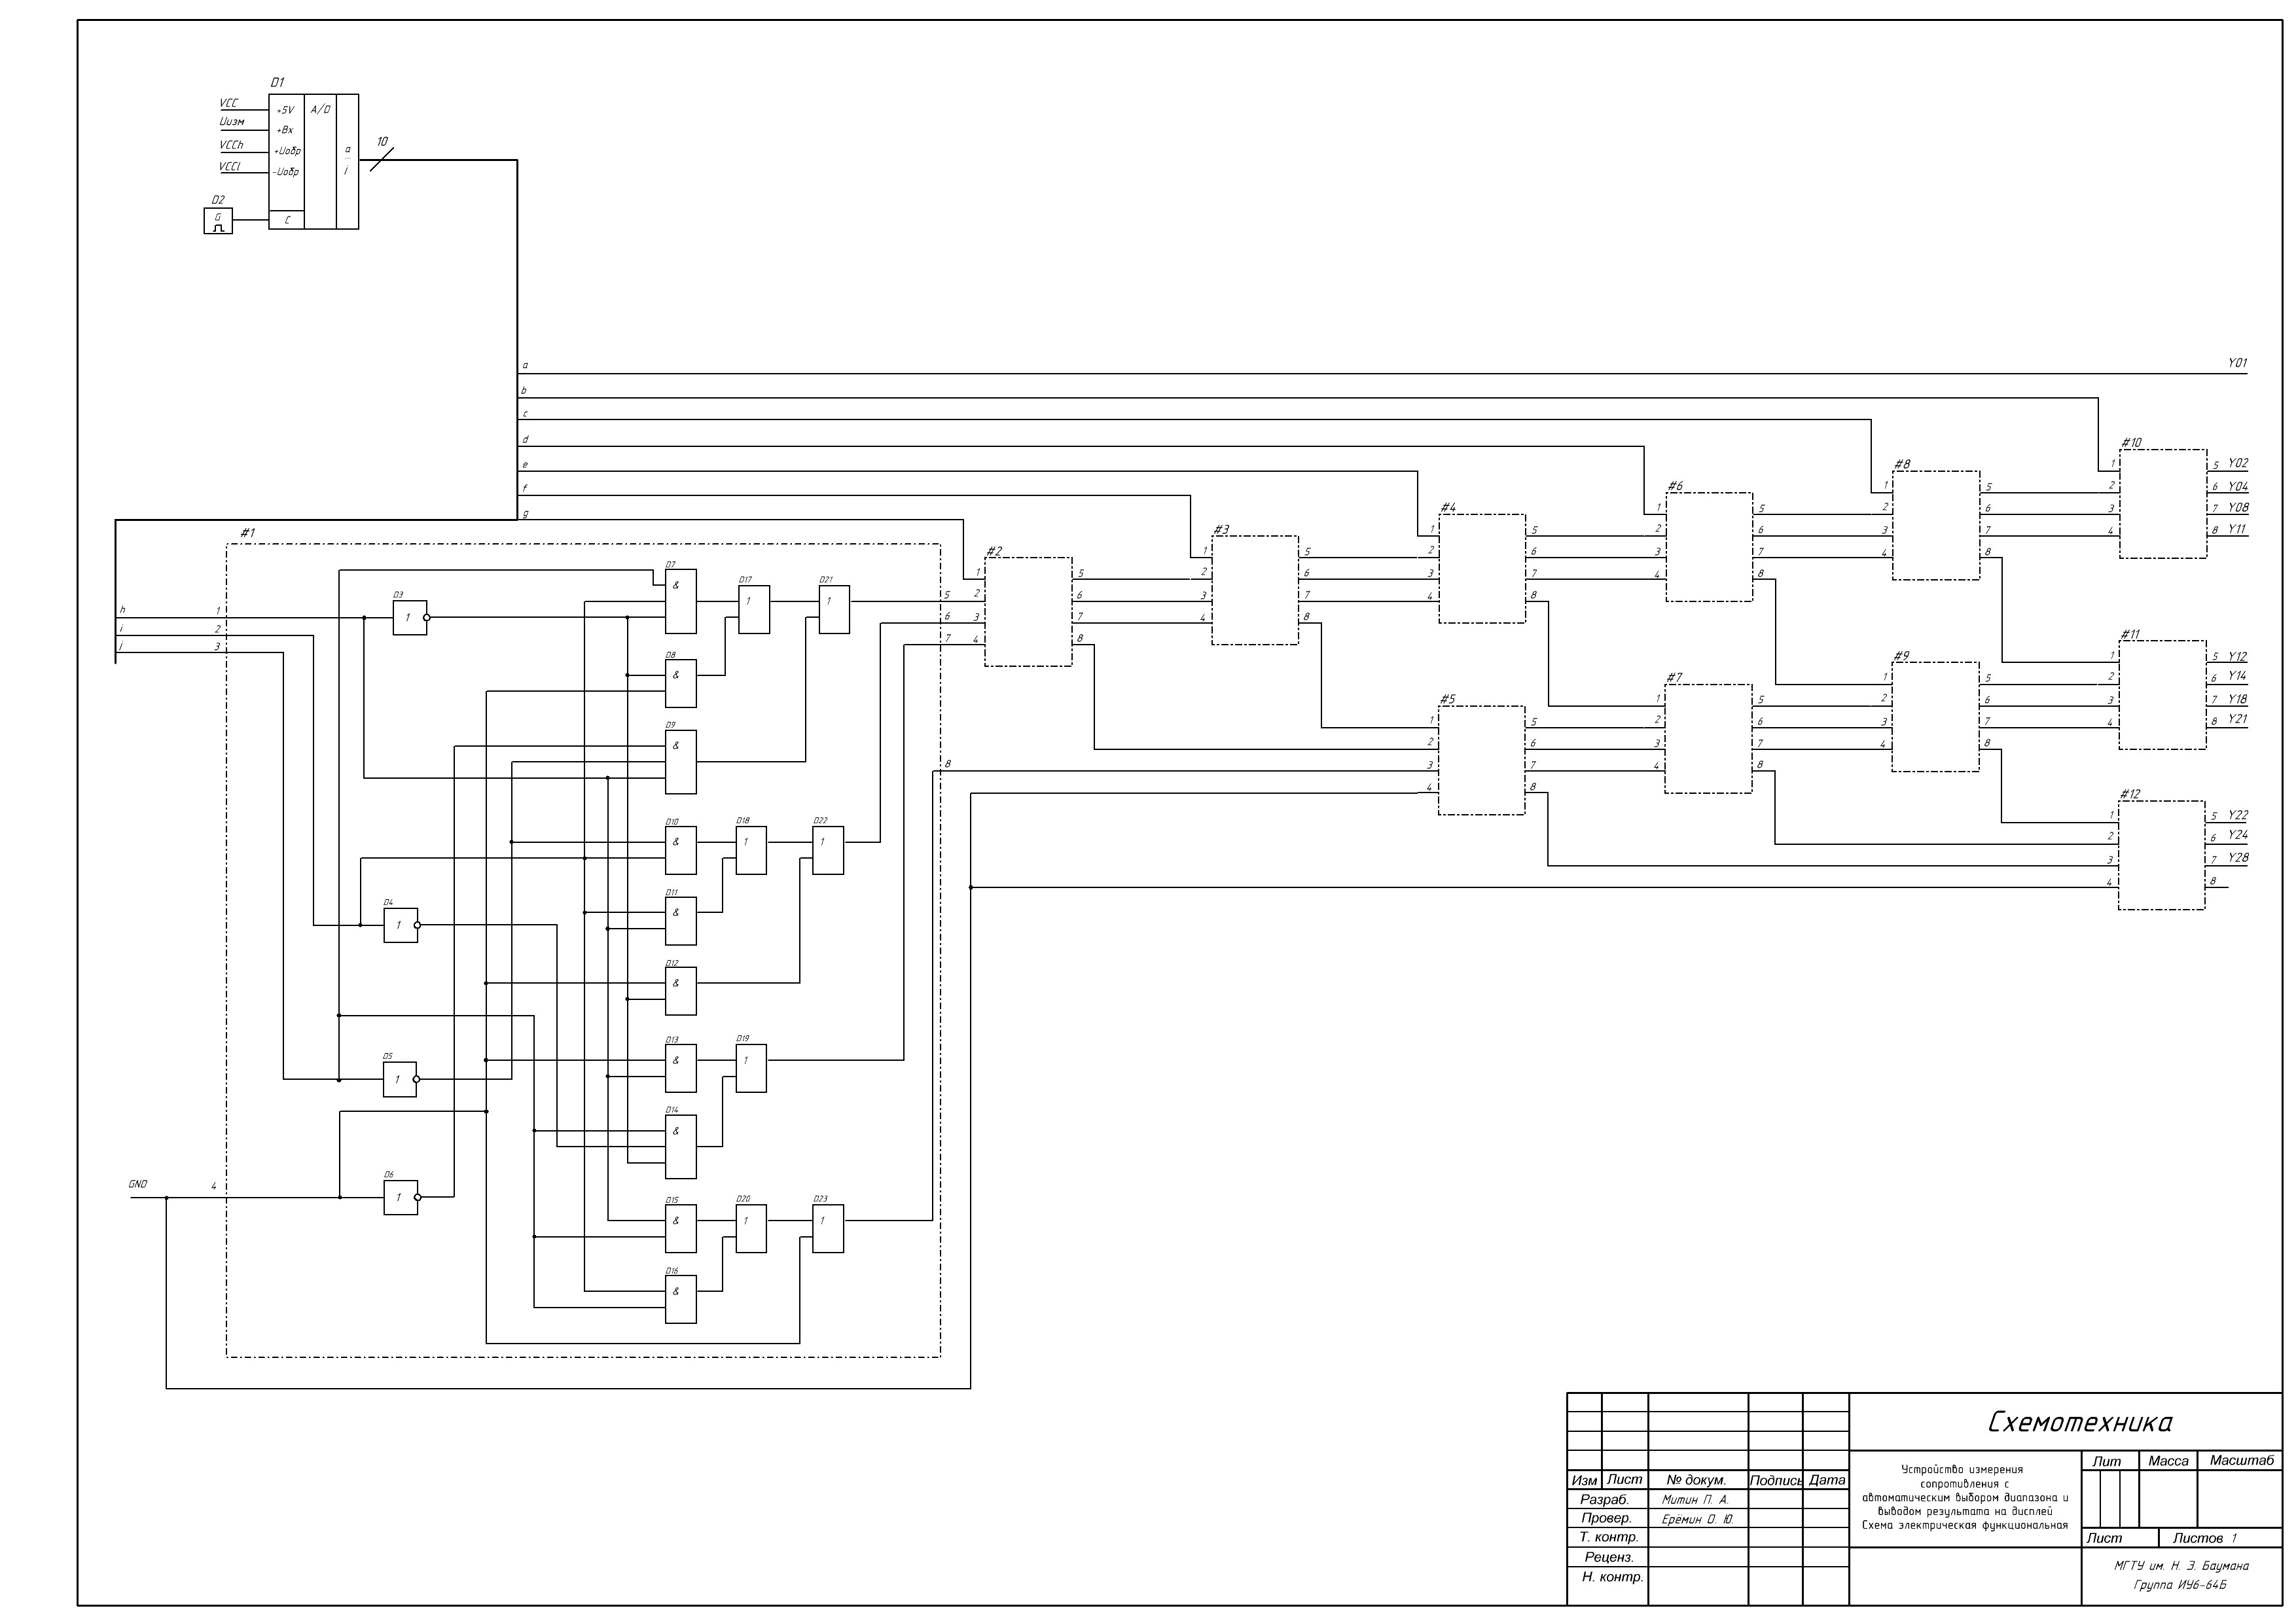 D1
VCC +5V A/D
Uизм +Вх
VCCh +Uобр a
10
... j
VCCl -Uобр
D2
G C
a Y01
b
c
d
e
f
g
#10
1 5 Y02
2 6 Y04
3 7 Y08
4 8 Y11
#8
1 5
2 6
3 7
4 8
#6
1 5
2 6
3 7
4 8
#4
1 5
2 6
3 7
4 8
#3
1 5
2 6
3 7
4 8
#2
1 5
2 6
3 7
4 8
#1
h 1
i 2
j 3
D3 1
D7 &
D17 1
D21 1
5
6
7
D8 &
D9 &
8
D10 &
D18 1
D22 1
D11 &
D4 1
D12 &
D13 &
D19 1
D5 1
D14 &
GND 4
D6 1
D15 &
D20 1
D23 1
D16 &
#5
1 5
2 6
3 7
4 8
#7
1 5
2 6
3 7
4 8
#9
1 5
2 6
3 7
4 8
#11
1 5 Y12
2 6 Y14
3 7 Y18
4 8 Y21
#12
1 5 Y22
2 6 Y24
3 7 Y28
4 8
Схемотехника
Изм Лист № докум. Подпись Дата
Разраб. Митин П. А.
Провер. Ерёмин О. Ю.
Т. контр.
Реценз.
Н. контр.
Устройство измерения
сопротивления с
автоматическим выбором диапазона и
выводом результата на дисплей
Схема электрическая функциональная
Лит Масса Масштаб
Лист Листов 1
МГТУ им. Н. Э. Баумана
Группа ИУ6-64Б